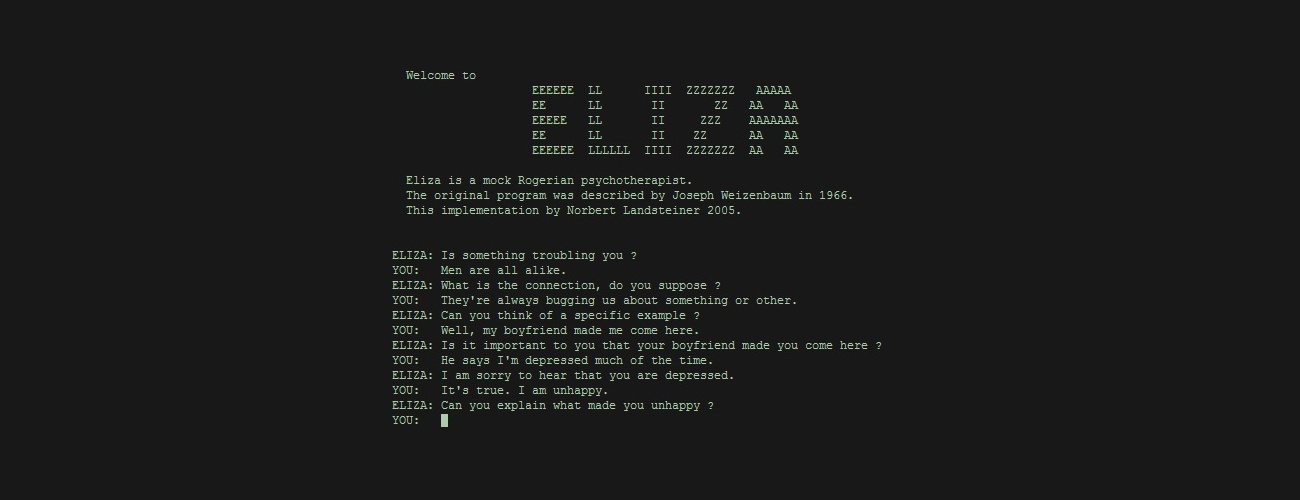 Welcome to
EEEEEE  LL      IIII  ZZZZZZZ   AAAAA
EE      LL       II       ZZ   AA   AA
EEEEE   LL       II     ZZZ    AAAAAAA
EE      LL       II    ZZ      AA   AA
EEEEEE  LLLLLL  IIII  ZZZZZZZ  AA   AA
Eliza is a mock Rogerian psychotherapist.
The original program was described by Joseph Weizenbaum in 1966.
This implementation by Norbert Landsteiner 2005.
ELIZA: Is something troubling you ?
YOU:   Men are all alike.
ELIZA: What is the connection, do you suppose ?
YOU:   They're always bugging us about something or other.
ELIZA: Can you think of a specific example ?
YOU:   Well, my boyfriend made me come here.
ELIZA: Is it important to you that your boyfriend made you come here ?
YOU:   He says I'm depressed much of the time.
ELIZA: I am sorry to hear that you are depressed.
YOU:   It's true. I am unhappy.
ELIZA: Can you explain what made you unhappy ?
YOU: